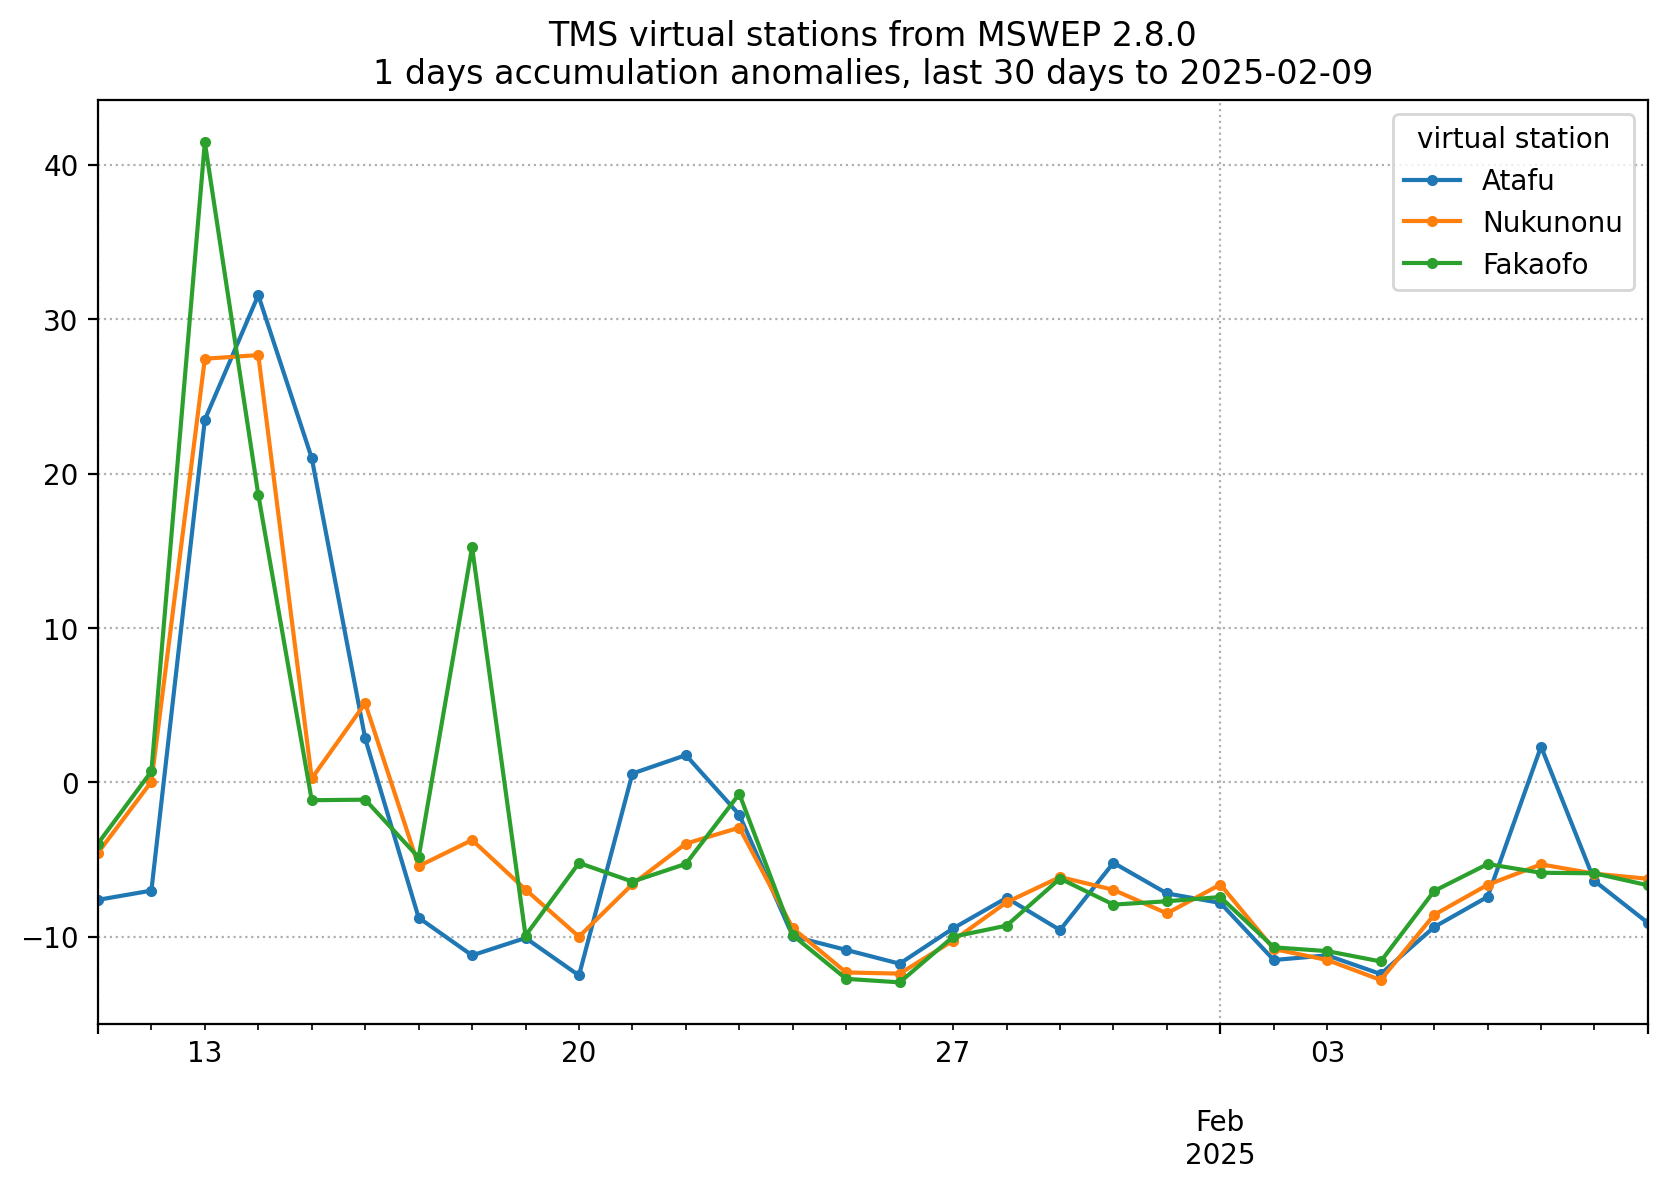 TMS virtual stations from MSWEP 2.8.0
1 days accumulation anomalies, last 30 days to 2025-02-09
virtual station
Atafu
Nukunonu
Fakaofo
40
30
20
10
0
−10
13
20
27
03
Feb
2025